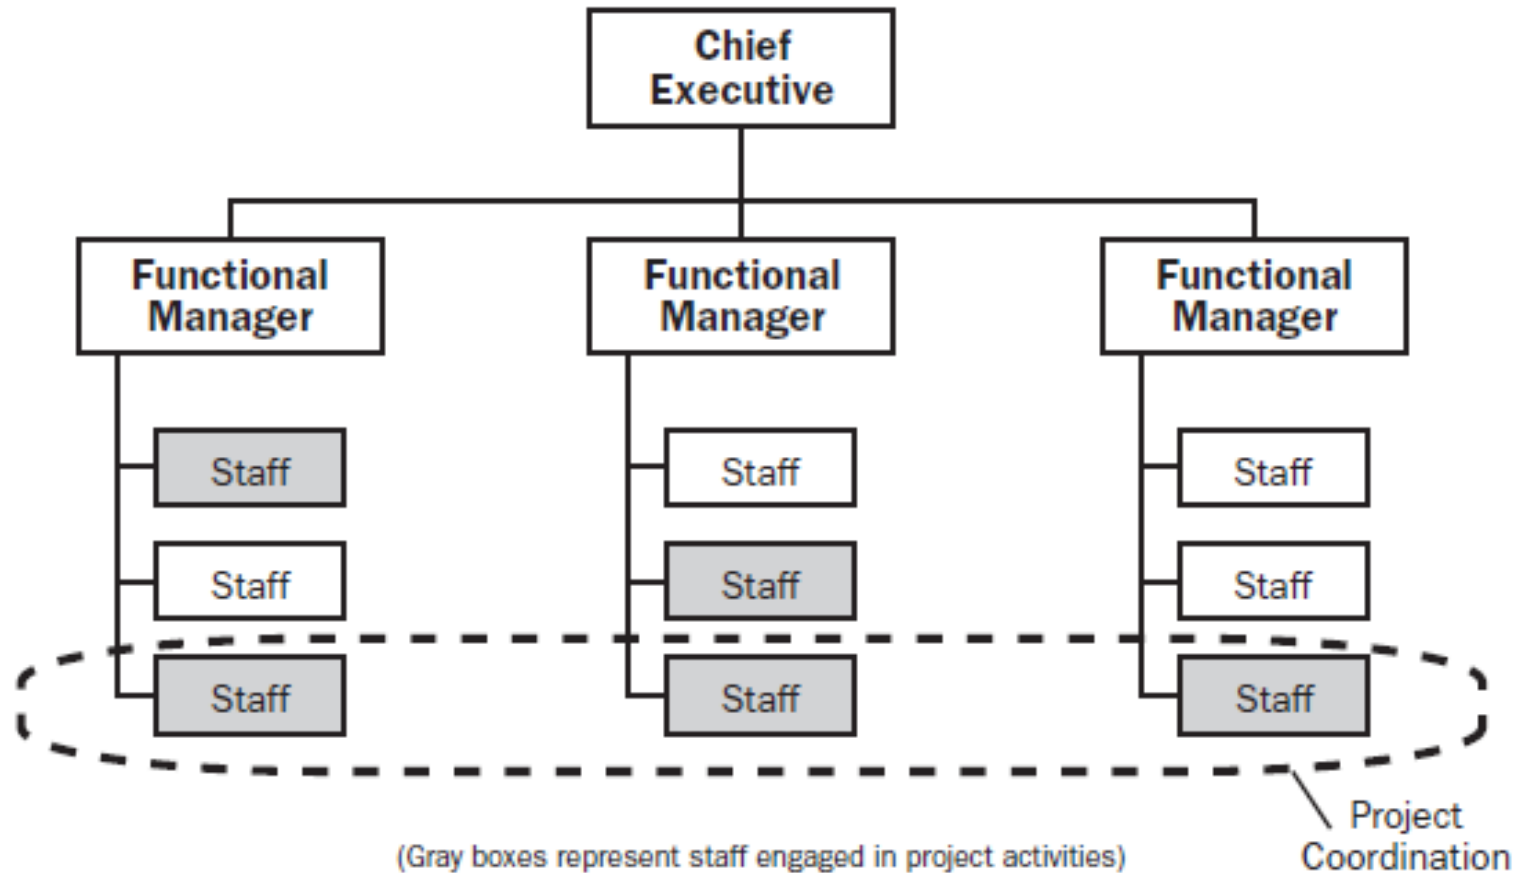 Chief
Executive
Functional
Manager
Functional
Manager
Functional
Manager
Staff
Staff
Staff
Staff
Staff
Staff
Staff
Staff
Staff
Project
Coordination
(Gray boxes represent staff engaged in project activities)